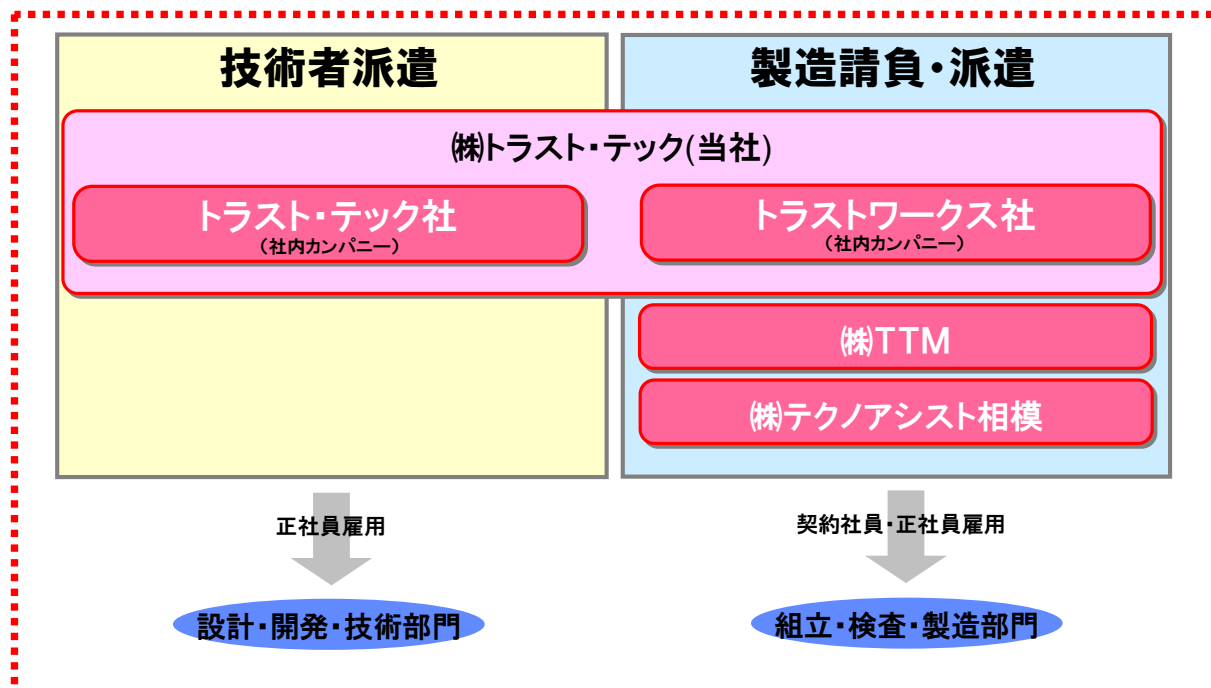 技術者派遣
製造請負・派遣
㈱トラスト・テック(当社)
トラスト・テック社
（社内カンパニー）
トラストワークス社
（社内カンパニー）
㈱TTM
㈱テクノアシスト相模
正社員雇用
契約社員・正社員雇用
設計・開発・技術部門
組立・検査・製造部門